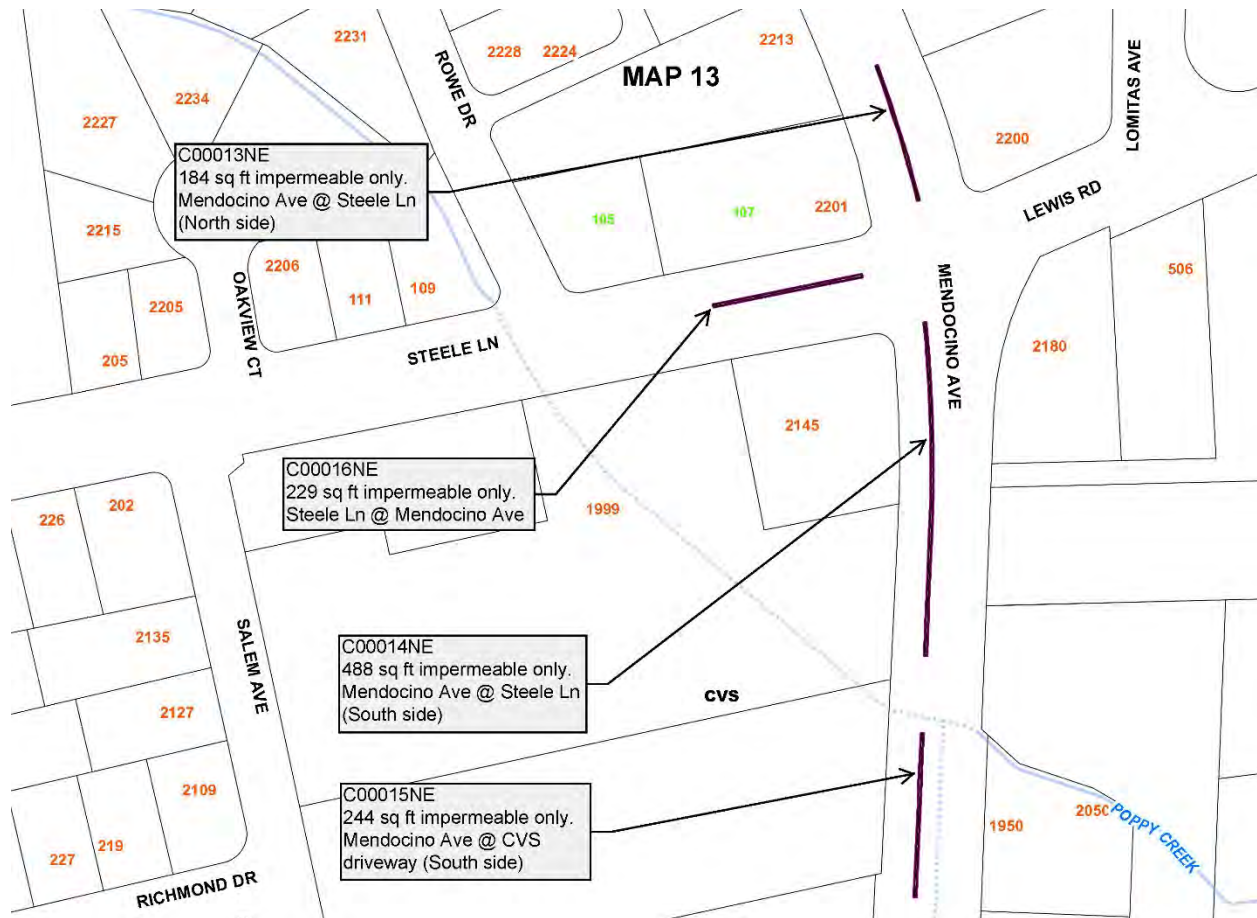 2231
2228
2224
2213
ROWE DR
MAP 13
2234
2227
LOMITAS AVE
2200
C00013NE
184 sq ft impermeable only.
Mendocino Ave @ Steele Ln
(North side)
105
107
2201
LEWIS RD
2215
2206
OAKVIEW CT
111
109
2205
205
STEELE LN
MENDOCINO AVE
506
2180
2145
C00016NE
229 sq ft impermeable only.
Steele Ln @ Mendocino Ave
1999
226
202
SALEM AVE
2135
C00014NE
488 sq ft impermeable only.
Mendocino Ave @ Steele Ln
(South side)
CVS
2127
2109
C00015NE
244 sq ft impermeable only.
Mendocino Ave @ CVS
driveway (South side)
1950
2050
POPPY CREEK
227
219
RICHMOND DR